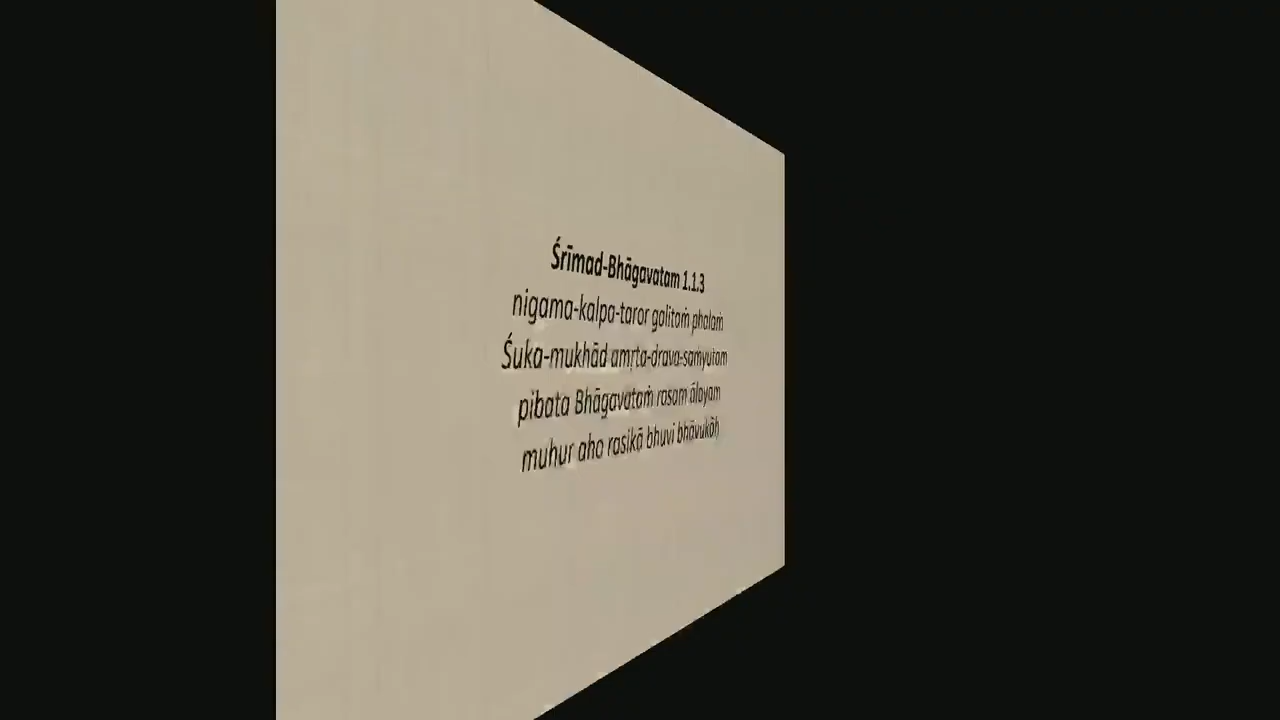 Śrīmad-Bhāgavatam 1.1.3
nigama-kalpa-taror galitaṁ phalaṁ
Śuka-mukhād amṛta-drava-saṁyutam
pibata Bhāgavataṁ rasam ālayam
muhur aho rasikā bhuvi bhāvukāḥ